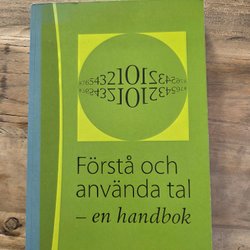 Förstå och
använda tal
– en handbok